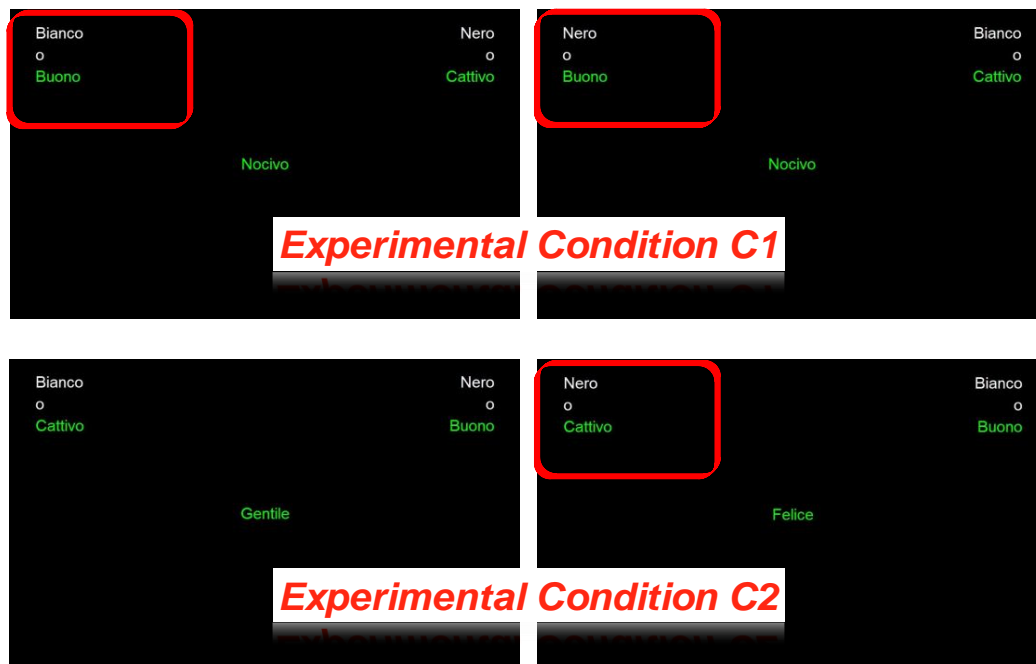 Bianco
o
Buono
Nero
o
Cattivo
Nocivo
Nero
o
Buono
Bianco
o
Cattivo
Nocivo
Experimental Condition C1
Bianco
o
Cattivo
Nero
o
Buono
Gentile
Nero
o
Cattivo
Bianco
o
Buono
Felice
Experimental Condition C2